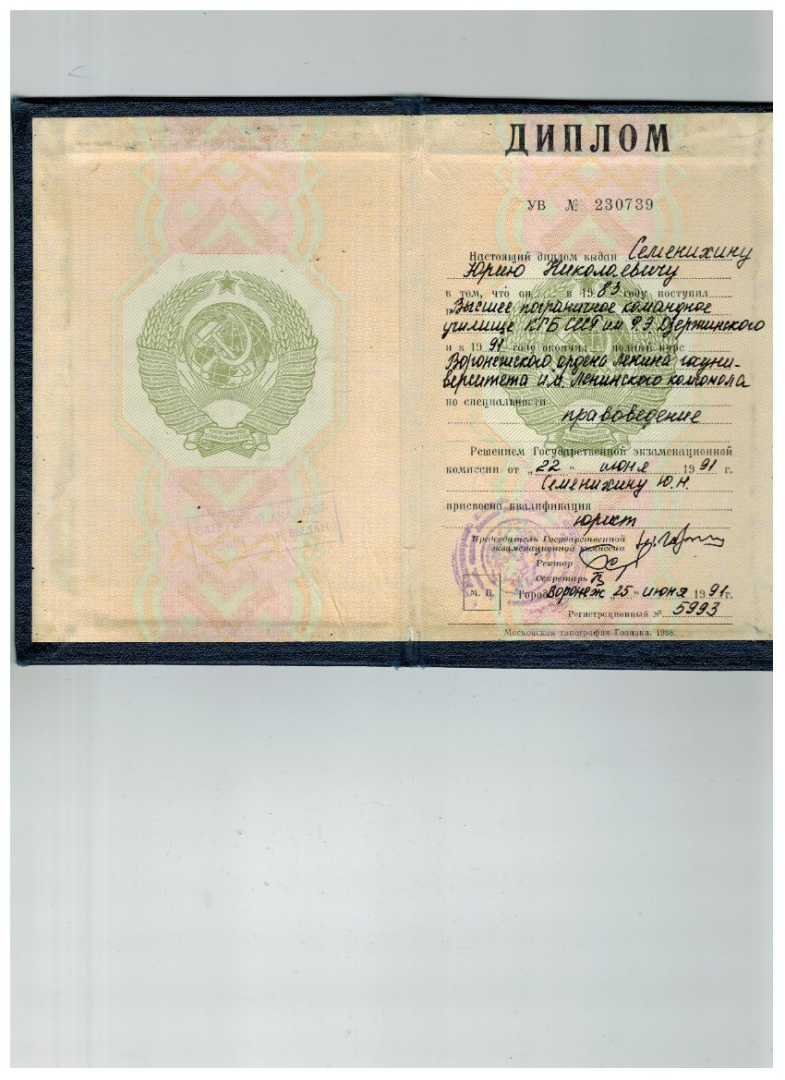 ДИПЛОМ
УВ № 230739
Настоящий диплом выдан Семенихину
Юрию Николаевичу
в том, что он в 1983 году поступил
в Высшее пограничное командное
училище КГБ СССР им Ф.Э. Дзержинского
и в 1991 году окончил полный курс
Воронежского ордена Ленина госуни-
верситета им. Ленинского комсомола
по специальности
правоведение
Решением Государственной экзаменационной
комиссии от „22“ июня 1991 г.
Семенихину Ю.Н.
присвоена квалификация
юрист
Председатель Государственной
экзаменационной комиссии
Ректор
Секретарь
М. П.
Город Воронеж „25“ июня 1991 г.
Регистрационный № 5993
Московская типография Гознака. 1988.
ВЫДАН